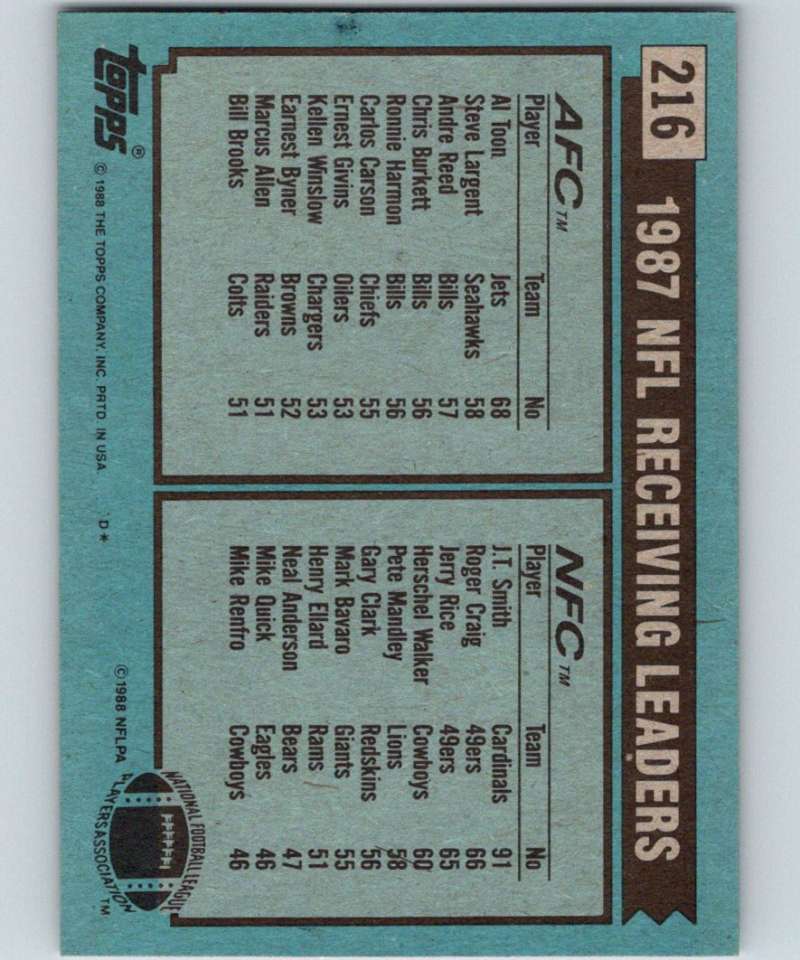 216
1987 NFL RECEIVING LEADERS
AFC™
Player Team No
Al Toon Jets 68
Steve Largent Seahawks 58
Andre Reed Bills 57
Chris Burkett Bills 56
Ronnie Harmon Bills 56
Carlos Carson Chiefs 55
Ernest Givins Oilers 53
Kellen Winslow Chargers 53
Earnest Byner Browns 52
Marcus Allen Raiders 51
Bill Brooks Colts 51
NFC™
Player Team No
J.T. Smith Cardinals 91
Roger Craig 49ers 66
Jerry Rice 49ers 65
Herschel Walker Cowboys 60
Pete Mandley Lions 58
Gary Clark Redskins 56
Mark Bavaro Giants 55
Henry Ellard Rams 51
Neal Anderson Bears 47
Mike Quick Eagles 46
Mike Renfro Cowboys 46
topps® © 1988 THE TOPPS COMPANY, INC. PRTD. IN USA. D*
© 1988 NFLPA
NATIONAL FOOTBALL LEAGUE
PLAYERS ASSOCIATION ™